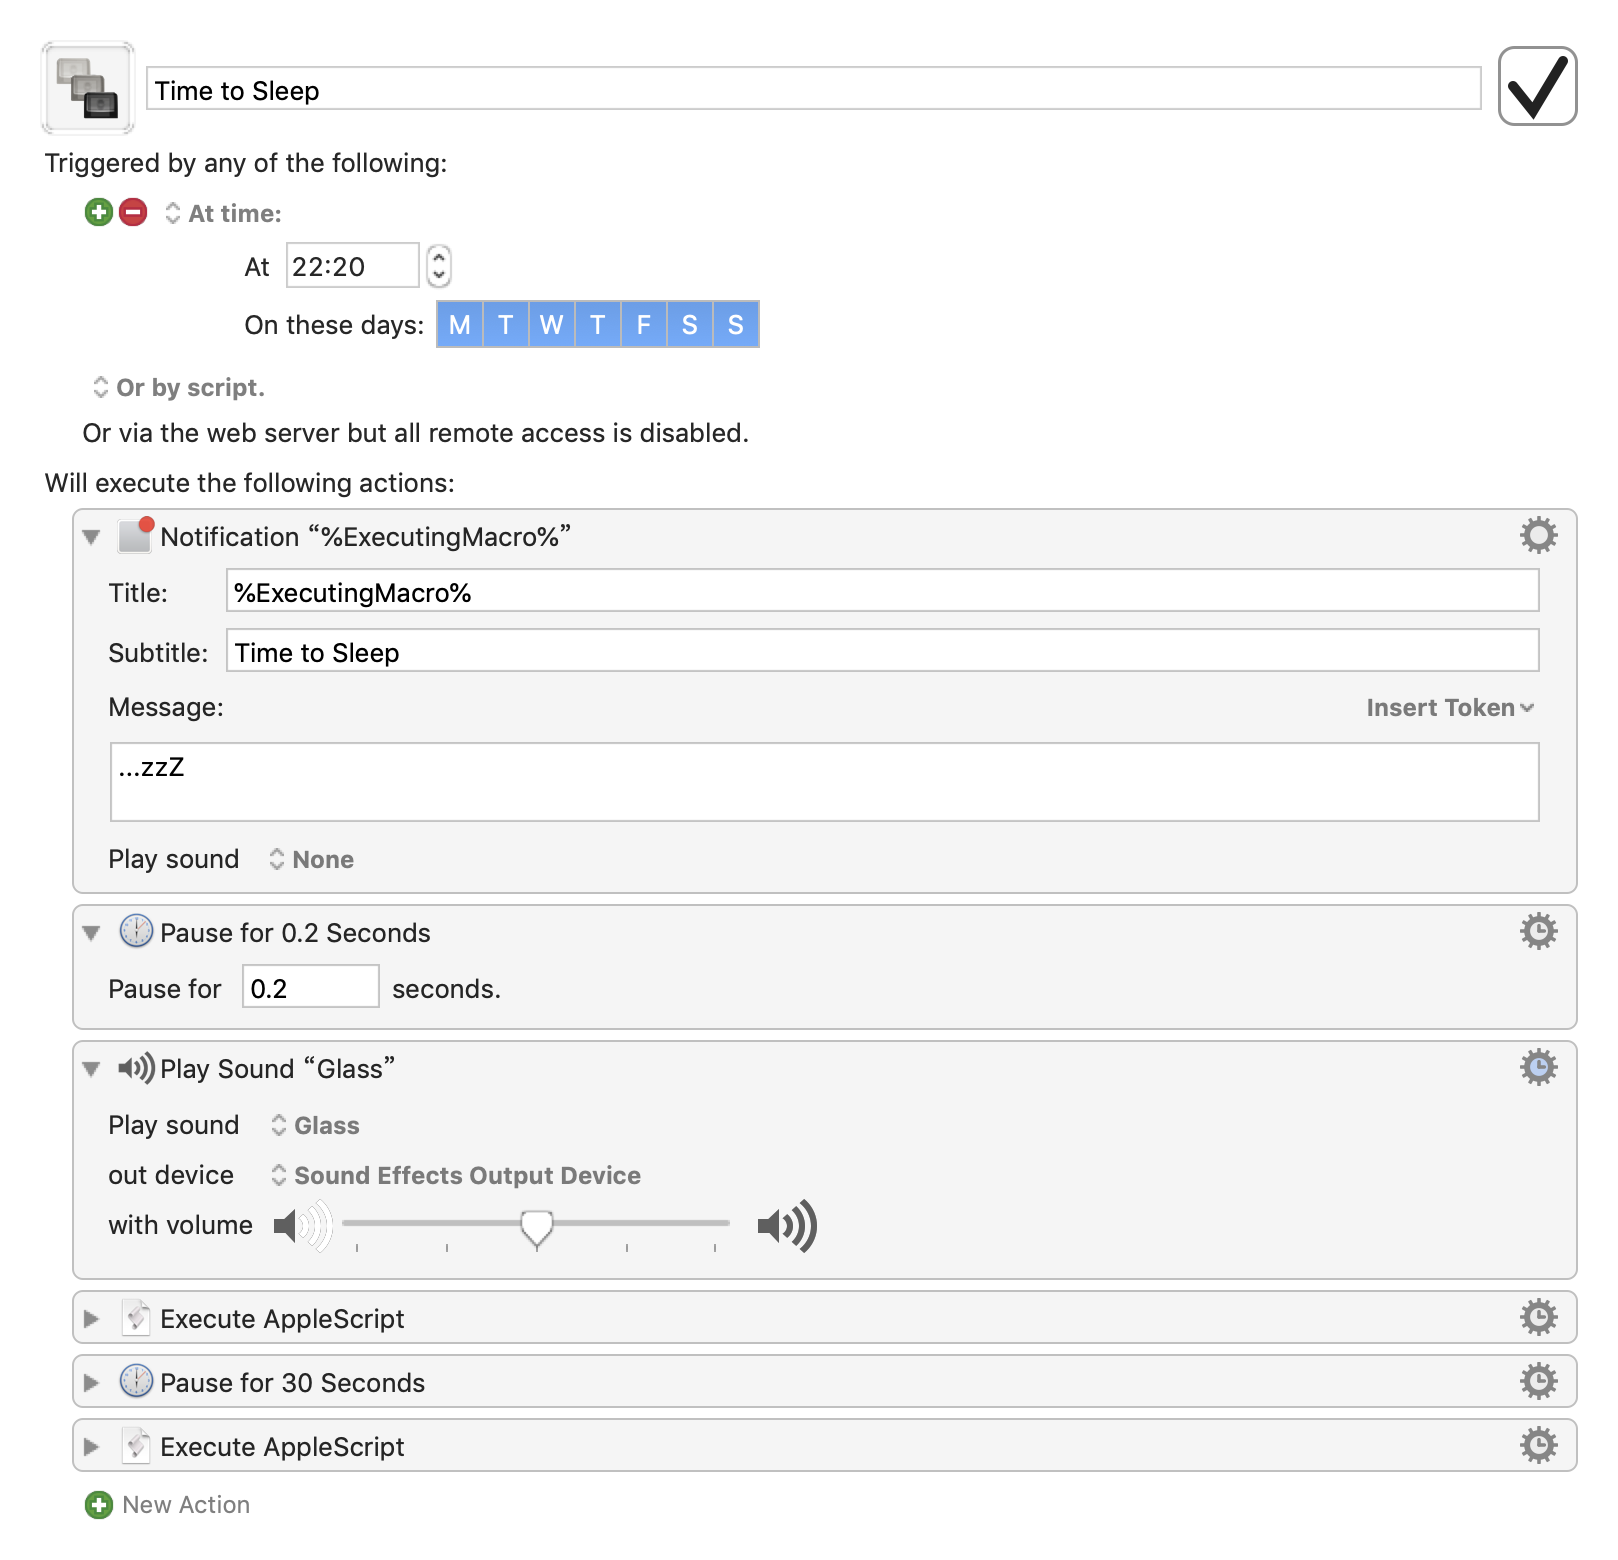 Time to Sleep
Triggered by any of the following:
At time:
At 22:20
On these days: M T W T F S S
Or by script.
Or via the web server but all remote access is disabled.
Will execute the following actions:
Notification “%ExecutingMacro%”
Title: %ExecutingMacro%
Subtitle: Time to Sleep
Message: Insert Token
...zzZ
Play sound None
Pause for 0.2 Seconds
Pause for 0.2 seconds.
Play Sound “Glass”
Play sound Glass
out device Sound Effects Output Device
with volume
Execute AppleScript
Pause for 30 Seconds
Execute AppleScript
New Action